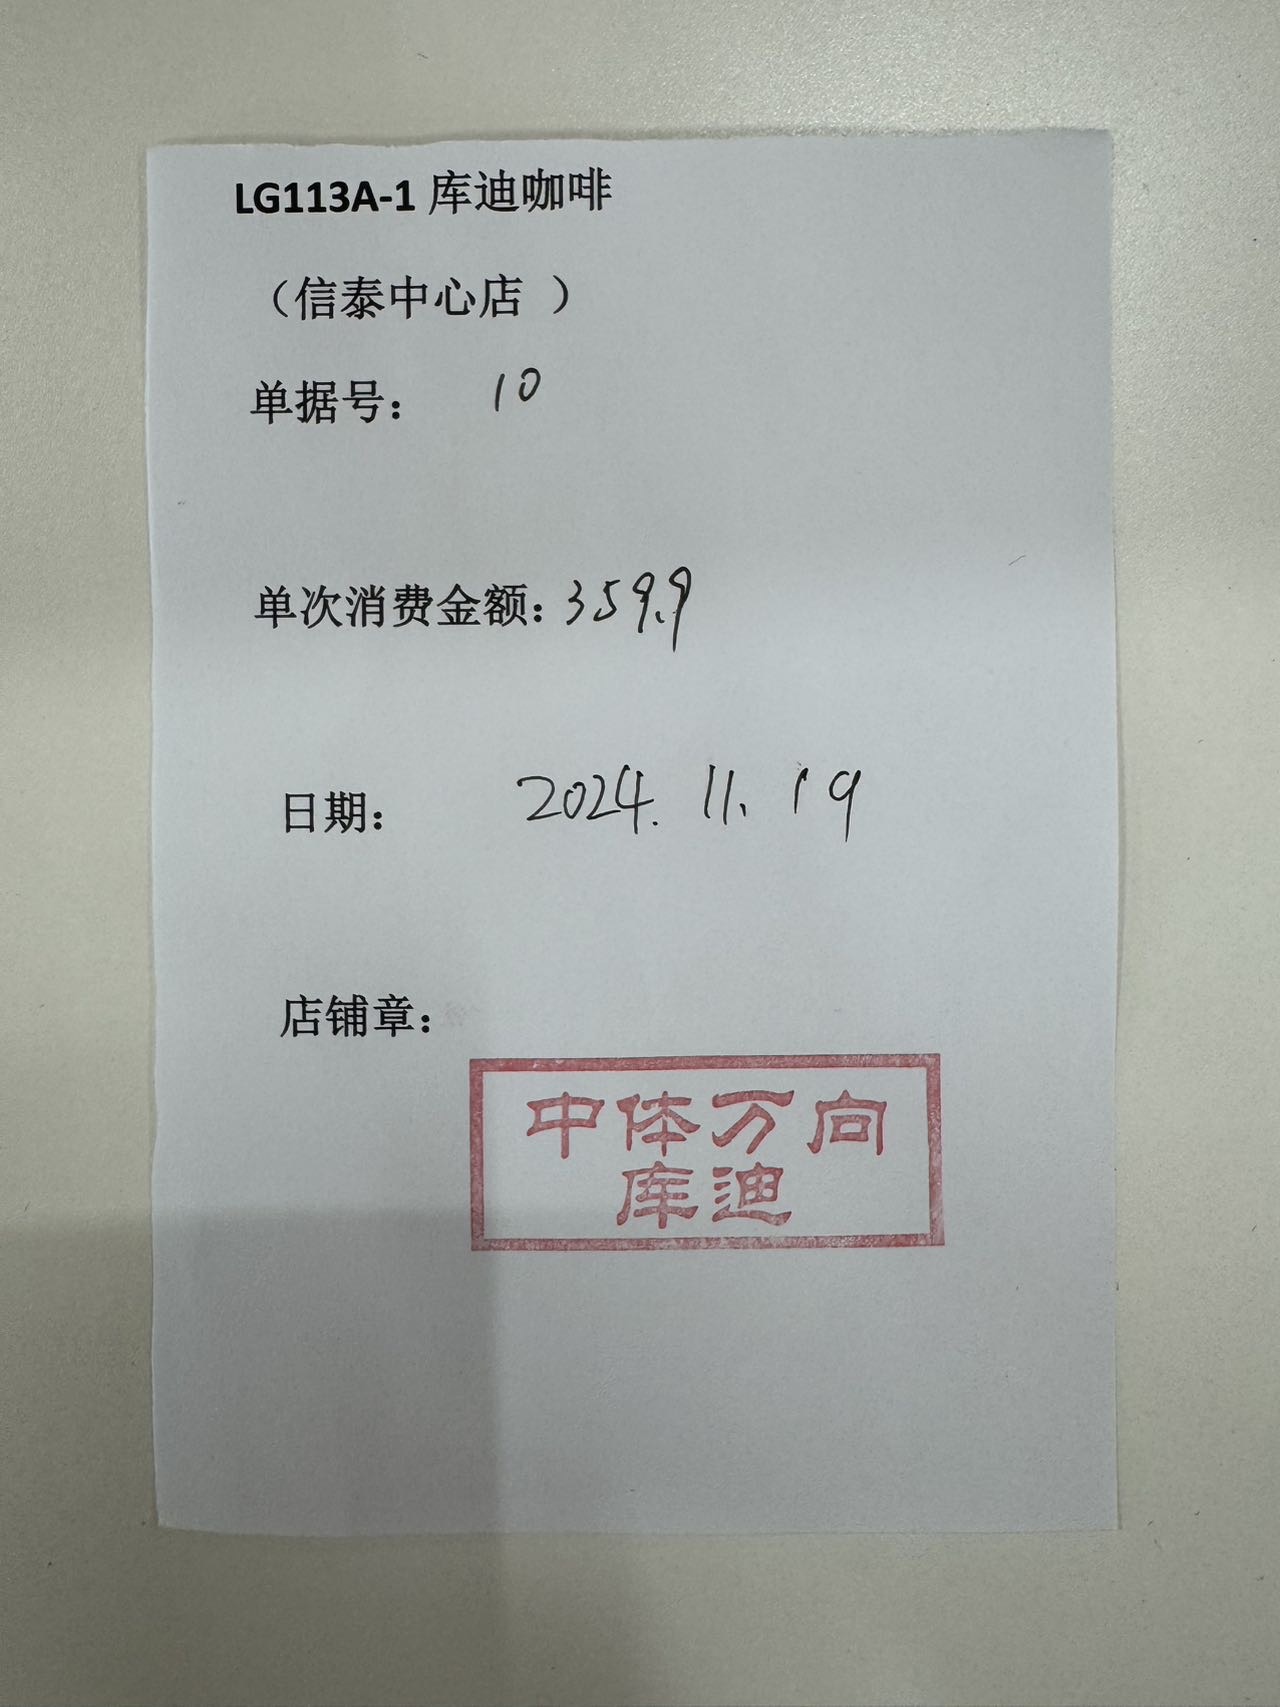 LG113A-1 库迪咖啡
（信泰中心店 ）
单据号： 10
单次消费金额：359.9
日期： 2024. 11. 19
店铺章：
中体万向
库迪